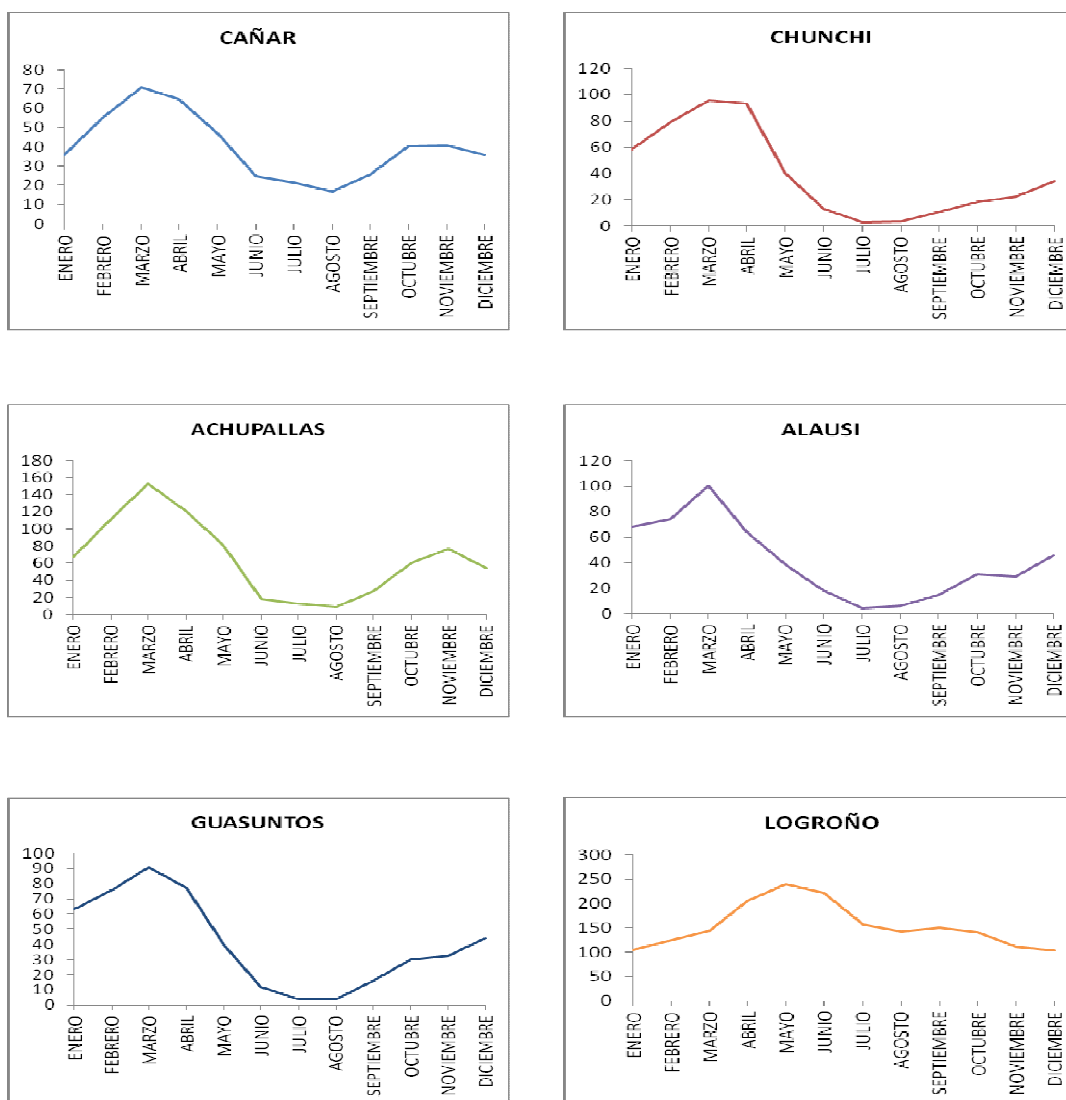 CAÑAR
80
70
60
50
40
30
20
10
0
ENERO
FEBRERO
MARZO
ABRIL
MAYO
JUNIO
JULIO
AGOSTO
SEPTIEMBRE
OCTUBRE
NOVIEMBRE
DICIEMBRE
CHUNCHI
120
100
80
60
40
20
0
ENERO
FEBRERO
MARZO
ABRIL
MAYO
JUNIO
JULIO
AGOSTO
SEPTIEMBRE
OCTUBRE
NOVIEMBRE
DICIEMBRE
ACHUPALLAS
180
160
140
120
100
80
60
40
20
0
ENERO
FEBRERO
MARZO
ABRIL
MAYO
JUNIO
JULIO
AGOSTO
SEPTIEMBRE
OCTUBRE
NOVIEMBRE
DICIEMBRE
ALAUSI
120
100
80
60
40
20
0
ENERO
FEBRERO
MARZO
ABRIL
MAYO
JUNIO
JULIO
AGOSTO
SEPTIEMBRE
OCTUBRE
NOVIEMBRE
DICIEMBRE
GUASUNTOS
100
90
80
70
60
50
40
30
20
10
0
ENERO
FEBRERO
MARZO
ABRIL
MAYO
JUNIO
JULIO
AGOSTO
SEPTIEMBRE
OCTUBRE
NOVIEMBRE
DICIEMBRE
LOGROÑO
300
250
200
150
100
50
0
ENERO
FEBRERO
MARZO
ABRIL
MAYO
JUNIO
JULIO
AGOSTO
SEPTIEMBRE
OCTUBRE
NOVIEMBRE
DICIEMBRE